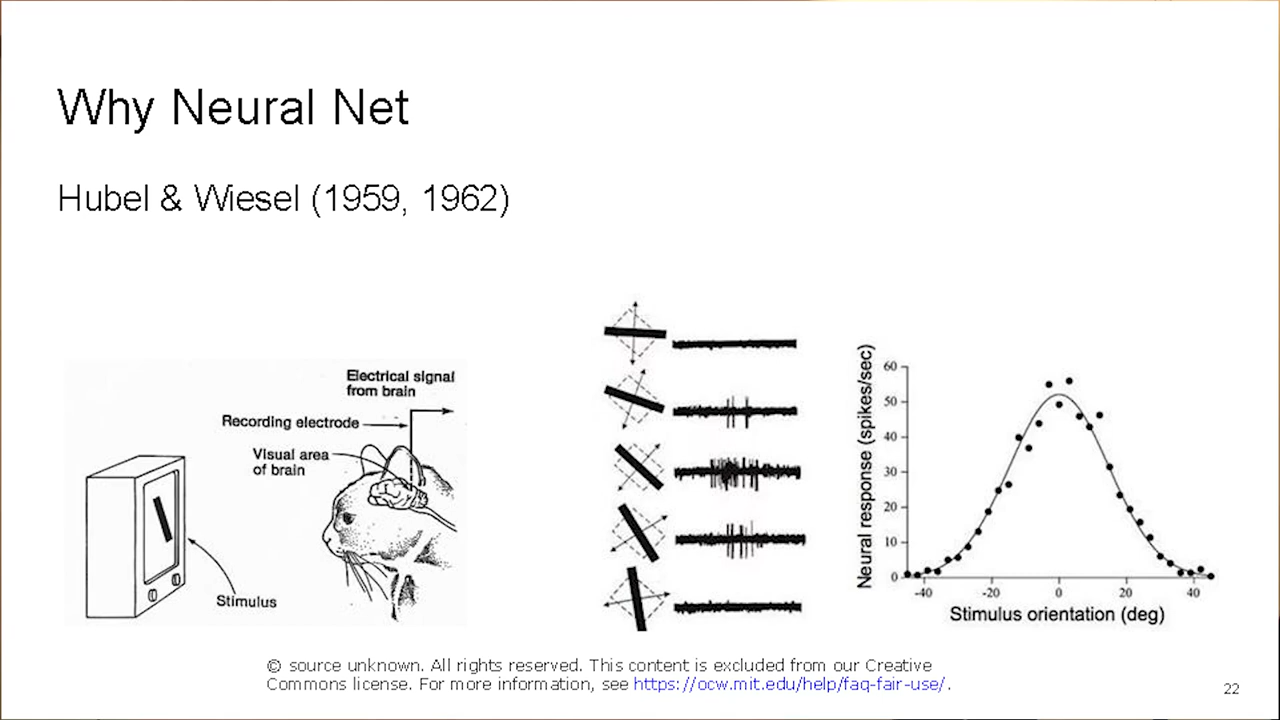 Why Neural Net
Hubel & Wiesel (1959, 1962)
Electrical signal
from brain
Recording electrode
Visual area
of brain
Stimulus
Neural response (spikes/sec)
60
50
40
30
20
10
0
-40
-20
0
20
40
Stimulus orientation (deg)
© source unknown. All rights reserved. This content is excluded from our Creative
Commons license. For more information, see https://ocw.mit.edu/help/faq-fair-use/.
22